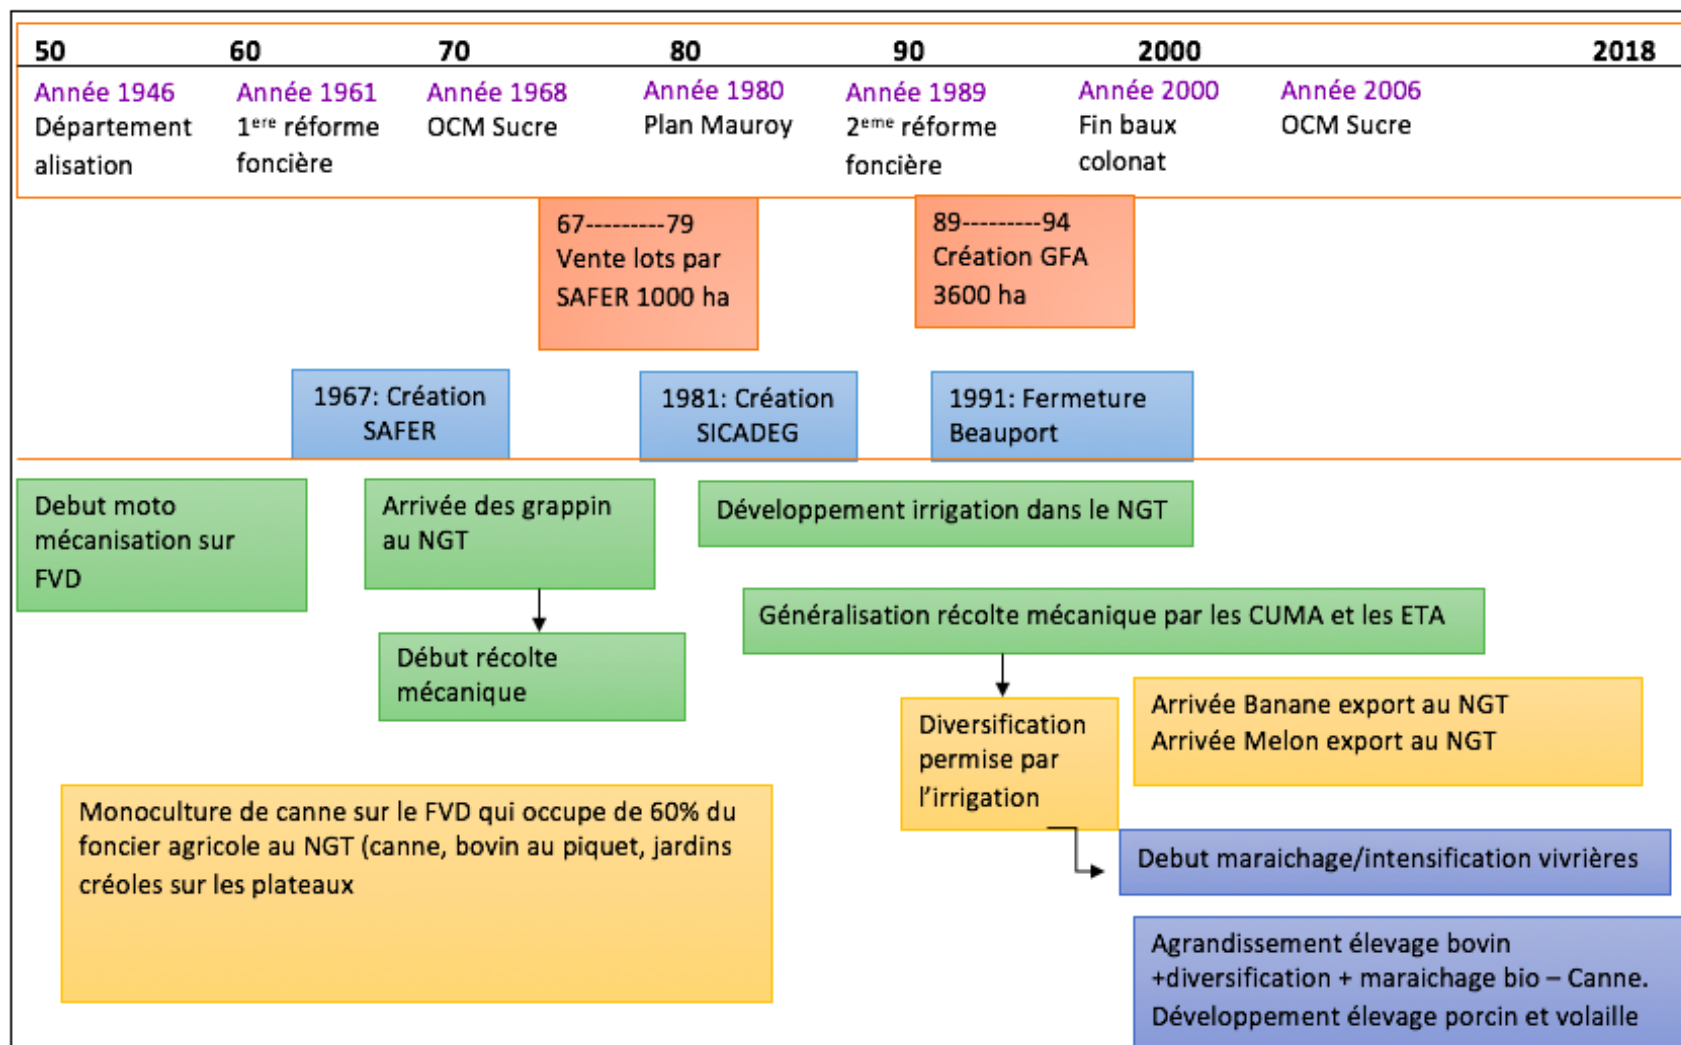 50 60 70 80 90 2000 2018
Année 1946
Département
alisation
Année 1961
1ere réforme
foncière
Année 1968
OCM Sucre
Année 1980
Plan Mauroy
Année 1989
2eme réforme
foncière
Année 2000
Fin baux
colonat
Année 2006
OCM Sucre
67---------79
Vente lots par
SAFER 1000 ha
89---------94
Création GFA
3600 ha
1967: Création
SAFER
1981: Création
SICADEG
1991: Fermeture
Beauport
Debut moto
mécanisation sur
FVD
Arrivée des grappin
au NGT
Développement irrigation dans le NGT
Généralisation récolte mécanique par les CUMA et les ETA
Début récolte
mécanique
Diversification
permise par
l’irrigation
Arrivée Banane export au NGT
Arrivée Melon export au NGT
Monoculture de canne sur le FVD qui occupe de 60% du
foncier agricole au NGT (canne, bovin au piquet, jardins
créoles sur les plateaux
Debut maraichage/intensification vivrières
Agrandissement élevage bovin
+diversification + maraichage bio – Canne.
Développement élevage porcin et volaille